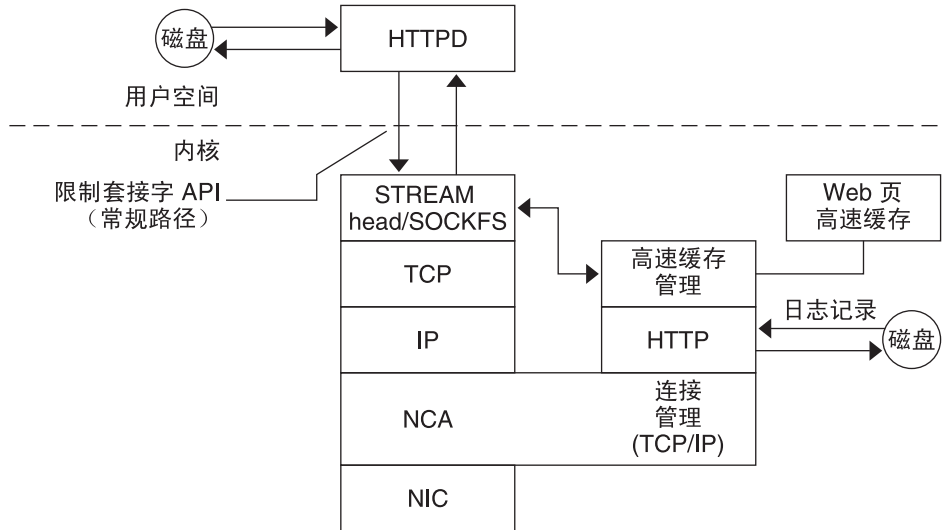 磁盘
HTTPD
用户空间
内核
限制套接字 API
（常规路径）
STREAM
head/SOCKFS
Web 页
高速缓存
TCP
高速缓存
管理
日志记录
IP
HTTP
磁盘
NCA
连接
管理
(TCP/IP)
NIC